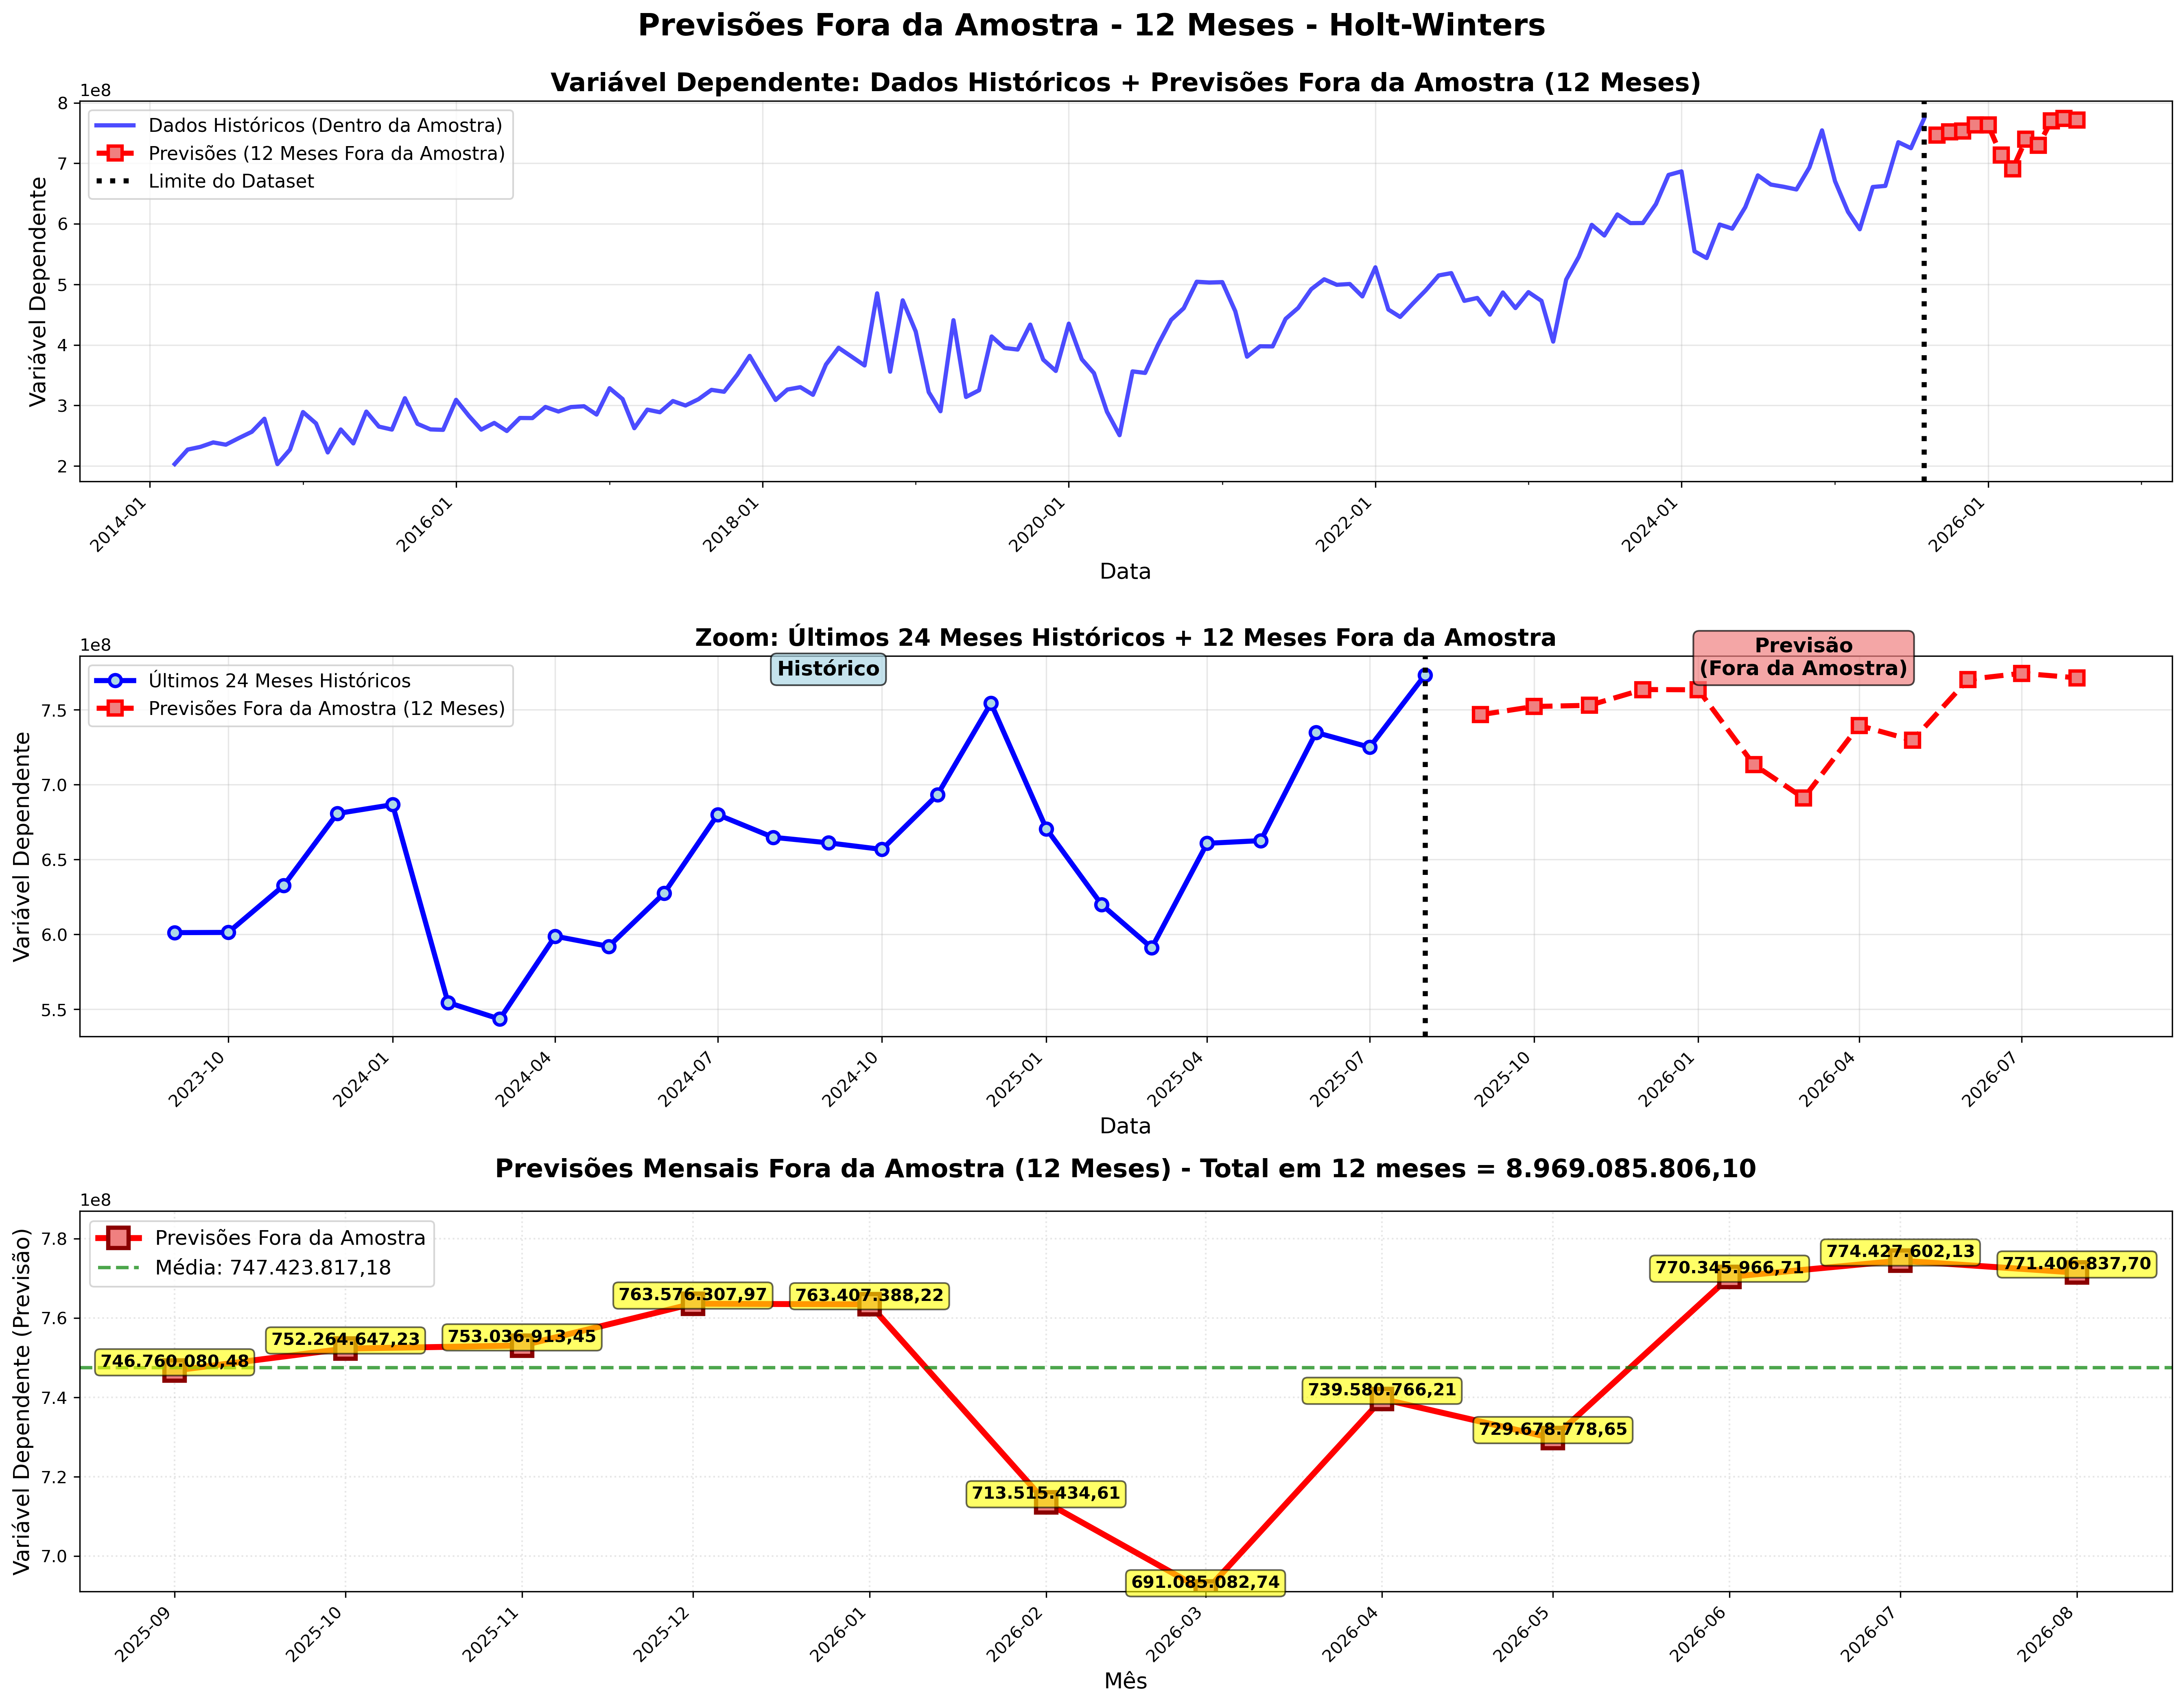 Previsões Fora da Amostra - 12 Meses - Holt-Winters
Variável Dependente: Dados Históricos + Previsões Fora da Amostra (12 Meses)
1e8
Dados Históricos (Dentro da Amostra)
Previsões (12 Meses Fora da Amostra)
Limite do Dataset
Variável Dependente
8
7
6
5
4
3
2
2014-01
2016-01
2018-01
2020-01
2022-01
2024-01
2026-01
Data
Zoom: Últimos 24 Meses Históricos + 12 Meses Fora da Amostra
1e8
Últimos 24 Meses Históricos
Previsões Fora da Amostra (12 Meses)
Histórico
Previsão
(Fora da Amostra)
Variável Dependente
7.5
7.0
6.5
6.0
5.5
2023-10
2024-01
2024-04
2024-07
2024-10
2025-01
2025-04
2025-07
2025-10
2026-01
2026-04
2026-07
Data
Previsões Mensais Fora da Amostra (12 Meses) - Total em 12 meses = 8.969.085.806,10
1e8
Previsões Fora da Amostra
Média: 747.423.817,18
Variável Dependente (Previsão)
7.8
7.6
7.4
7.2
7.0
746.760.080,48
752.264.647,23
753.036.913,45
763.576.307,97
763.407.388,22
713.515.434,61
691.085.082,74
739.580.766,21
729.678.778,65
770.345.966,71
774.427.602,13
771.406.837,70
2025-09
2025-10
2025-11
2025-12
2026-01
2026-02
2026-03
2026-04
2026-05
2026-06
2026-07
2026-08
Mês